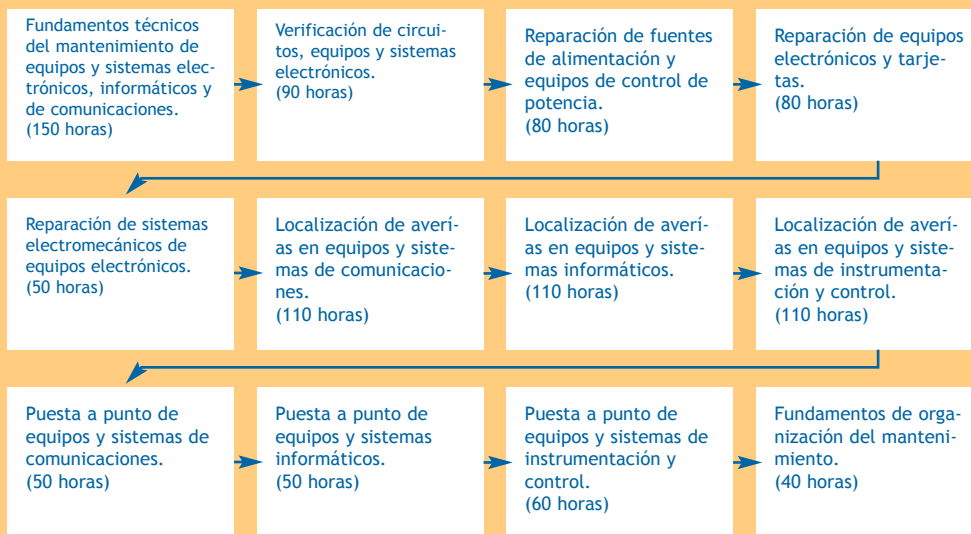 Fundamentos técnicos
del mantenimiento de
equipos y sistemas elec-
trónicos, informáticos y
de comunicaciones.
(150 horas)
Verificación de circui-
tos, equipos y sistemas
electrónicos.
(90 horas)
Reparación de fuentes
de alimentación y
equipos de control de
potencia.
(80 horas)
Reparación de equipos
electrónicos y tarje-
tas.
(80 horas)
Reparación de sistemas
electromecánicos de
equipos electrónicos.
(50 horas)
Localización de averí-
as en equipos y siste-
mas de comunicacio-
nes.
(110 horas)
Localización de averí-
as en equipos y siste-
mas informáticos.
(110 horas)
Localización de averí-
as en equipos y siste-
mas de instrumenta-
ción y control.
(110 horas)
Puesta a punto de
equipos y sistemas de
comunicaciones.
(50 horas)
Puesta a punto de
equipos y sistemas
informáticos.
(50 horas)
Puesta a punto de
equipos y sistemas de
instrumentación y
control.
(60 horas)
Fundamentos de orga-
nización del manteni-
miento.
(40 horas)